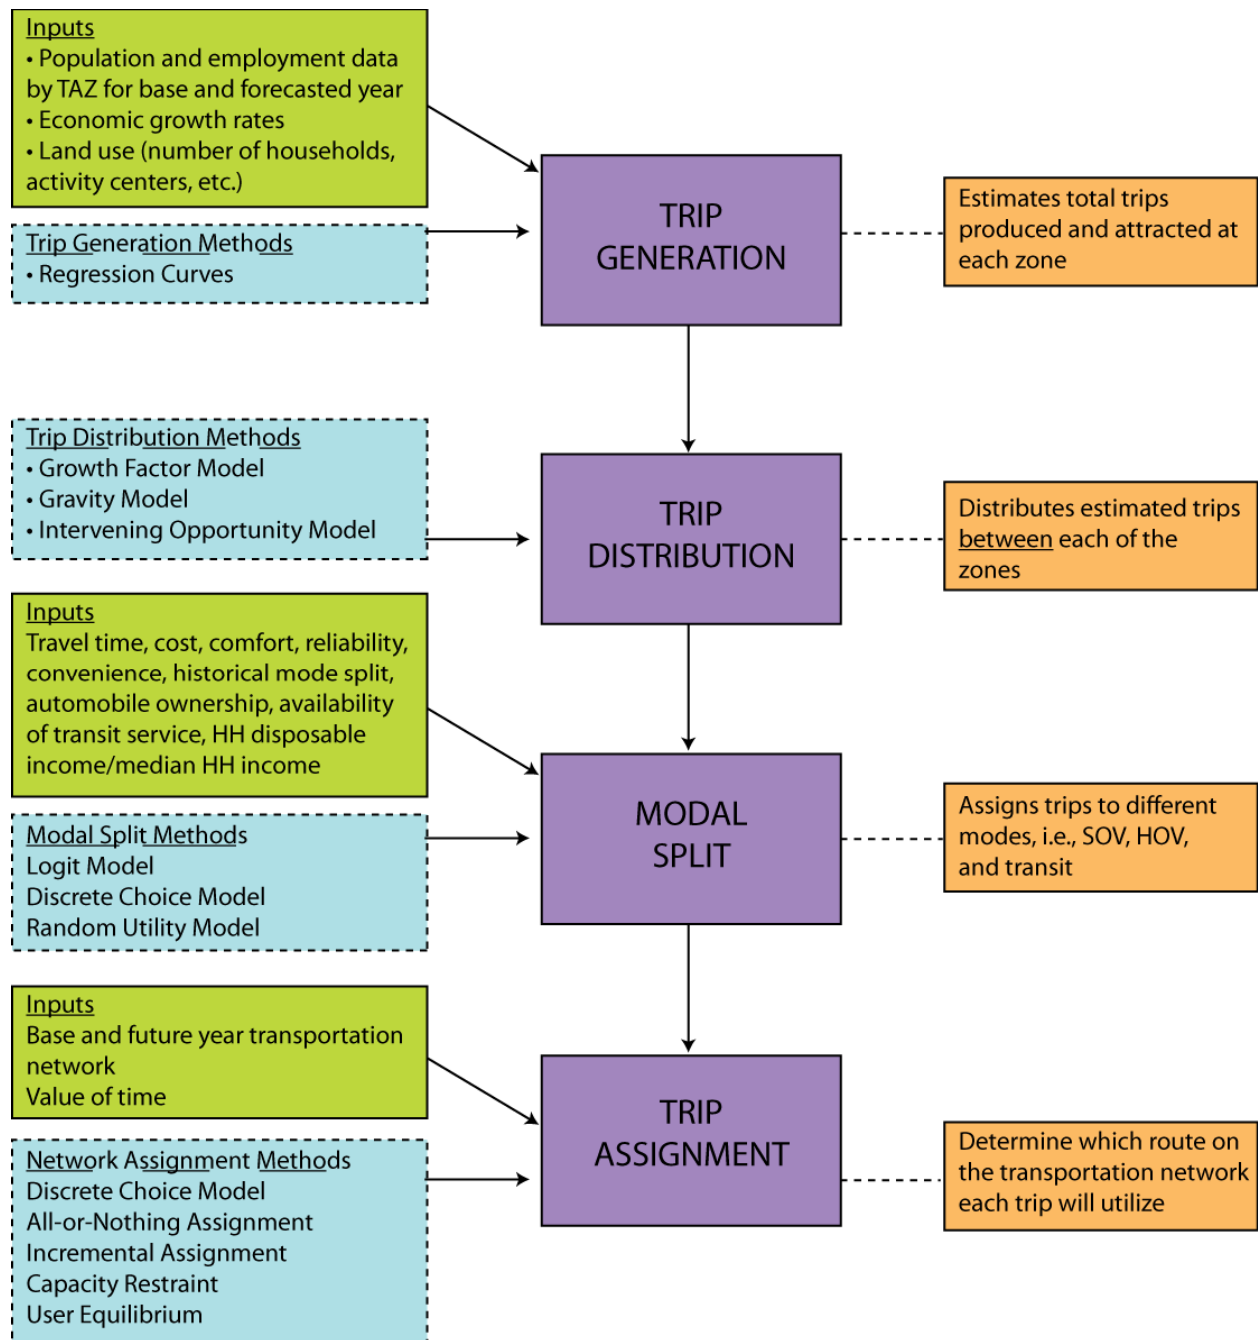 Inputs
• Population and employment data
by TAZ for base and forecasted year
• Economic growth rates
• Land use (number of households,
activity centers, etc.)
Trip Generation Methods
• Regression Curves
TRIP
GENERATION
Estimates total trips
produced and attracted at
each zone
Trip Distribution Methods
• Growth Factor Model
• Gravity Model
• Intervening Opportunity Model
TRIP
DISTRIBUTION
Distributes estimated trips
between each of the
zones
Inputs
Travel time, cost, comfort, reliability,
convenience, historical mode split,
automobile ownership, availability
of transit service, HH disposable
income/median HH income
Modal Split Methods
Logit Model
Discrete Choice Model
Random Utility Model
MODAL
SPLIT
Assigns trips to different
modes, i.e., SOV, HOV,
and transit
Inputs
Base and future year transportation
network
Value of time
Network Assignment Methods
Discrete Choice Model
All-or-Nothing Assignment
Incremental Assignment
Capacity Restraint
User Equilibrium
TRIP
ASSIGNMENT
Determine which route on
the transportation network
each trip will utilize